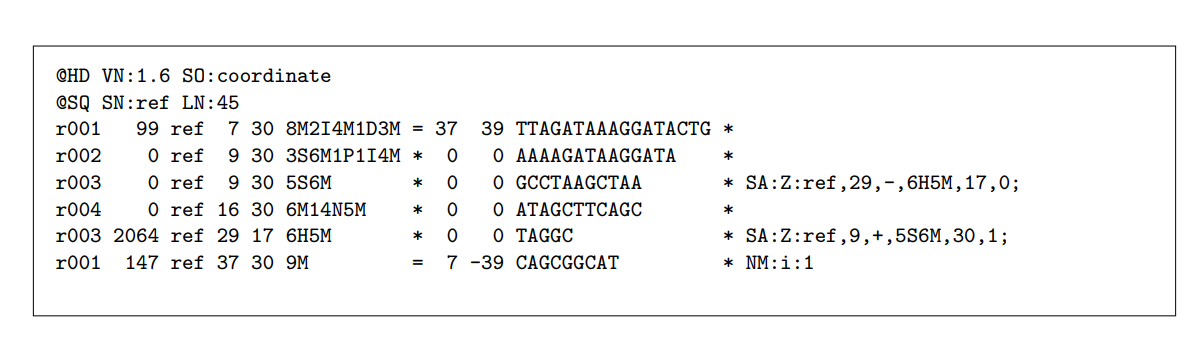 @HD VN:1.6 SO:coordinate
@SQ SN:ref LN:45
r001   99 ref  7 30 8M2I4M1D3M = 37  39 TTAGATAAAGGATACTG *
r002    0 ref  9 30 3S6M1P1I4M *  0   0 AAAAGATAAGGATA    *
r003    0 ref  9 30 5S6M       *  0   0 GCCTAAGCTAA       * SA:Z:ref,29,-,6H5M,17,0;
r004    0 ref 16 30 6M14N5M    *  0   0 ATAGCTTCAGC       *
r003 2064 ref 29 17 6H5M       *  0   0 TAGGC             * SA:Z:ref,9,+,5S6M,30,1;
r001  147 ref 37 30 9M         =  7 -39 CAGCGGCAT         * NM:i:1